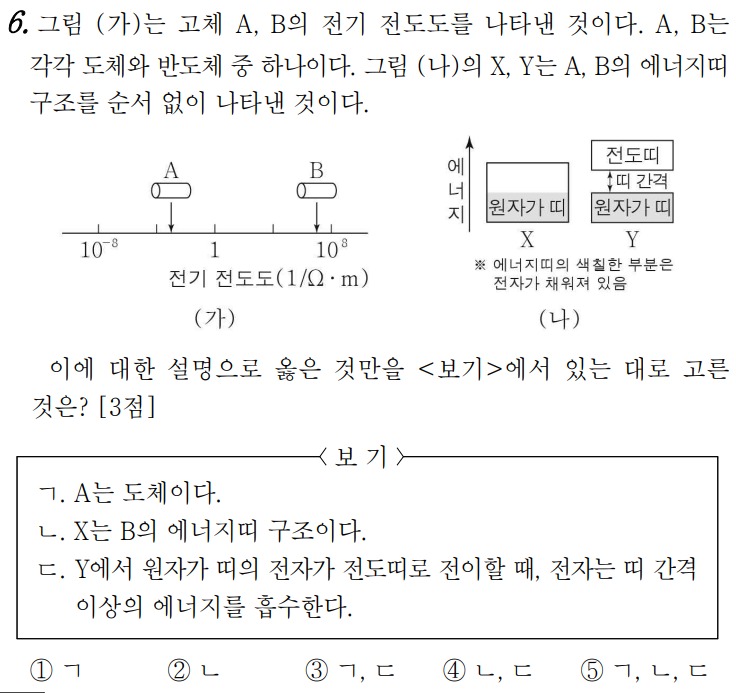 6. 그림 (가)는 고체 A, B의 전기 전도도를 나타낸 것이다. A, B는
각각 도체와 반도체 중 하나이다. 그림 (나)의 X, Y는 A, B의 에너지띠
구조를 순서 없이 나타낸 것이다.
A
B
10⁻⁸
1
10⁸
전기 전도도(1/Ω·m)
(가)
에너지
원자가 띠
X
전도띠
띠 간격
원자가 띠
Y
※ 에너지띠의 색칠한 부분은
전자가 채워져 있음
(나)
이에 대한 설명으로 옳은 것만을 <보기>에서 있는 대로 고른
것은? [3점]
<보 기>
ㄱ. A는 도체이다.
ㄴ. X는 B의 에너지띠 구조이다.
ㄷ. Y에서 원자가 띠의 전자가 전도띠로 전이할 때, 전자는 띠 간격
이상의 에너지를 흡수한다.
① ㄱ ② ㄴ ③ ㄱ, ㄷ ④ ㄴ, ㄷ ⑤ ㄱ, ㄴ, ㄷ